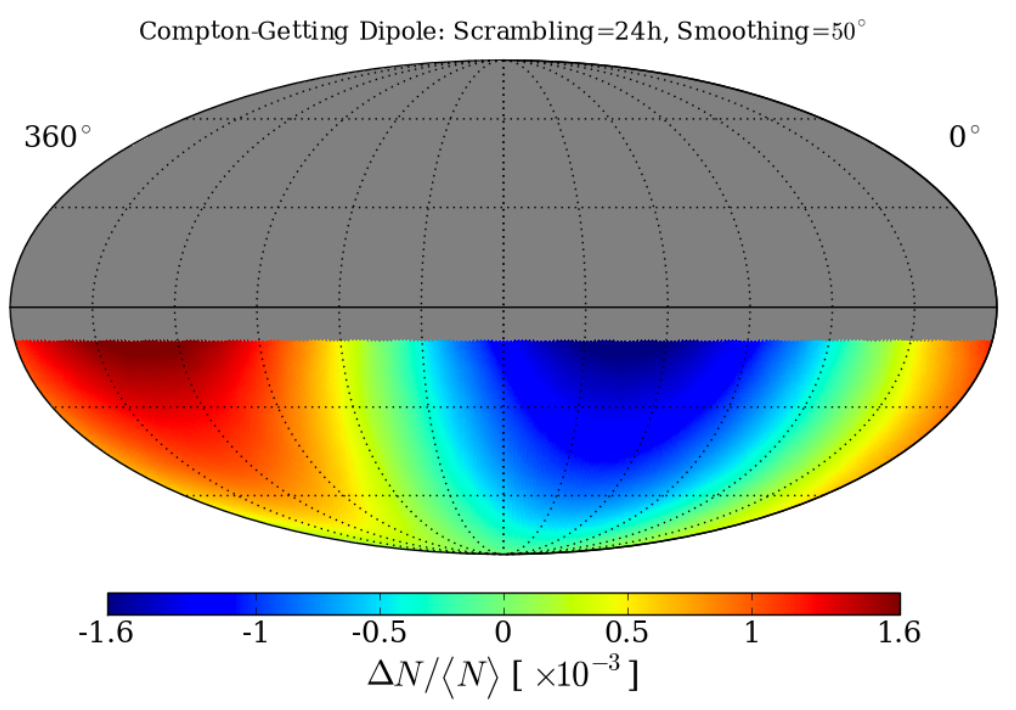 Compton-Getting Dipole: Scrambling=24h, Smoothing=50°
360° 0°
-1.6 -1 -0.5 0 0.5 1 1.6
ΔN/⟨N⟩ [ ×10⁻³ ]